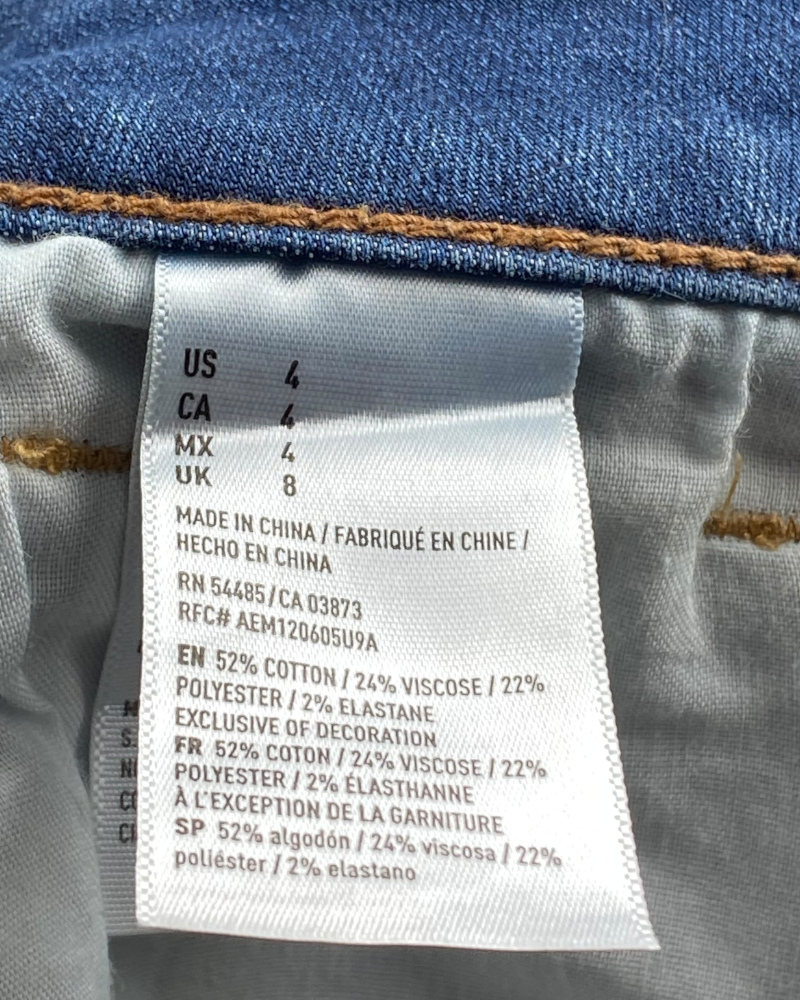 US 4
CA 4
MX 4
UK 8
MADE IN CHINA / FABRIQUÉ EN CHINE /
HECHO EN CHINA
RN 54485 / CA 03873
RFC# AEM120605U9A
EN 52% COTTON / 24% VISCOSE / 22%
POLYESTER / 2% ELASTANE
EXCLUSIVE OF DECORATION
FR 52% COTON / 24% VISCOSE / 22%
POLYESTER / 2% ÉLASTHANNE
À L'EXCEPTION DE LA GARNITURE
SP 52% algodón / 24% viscosa / 22%
poliéster / 2% elastano